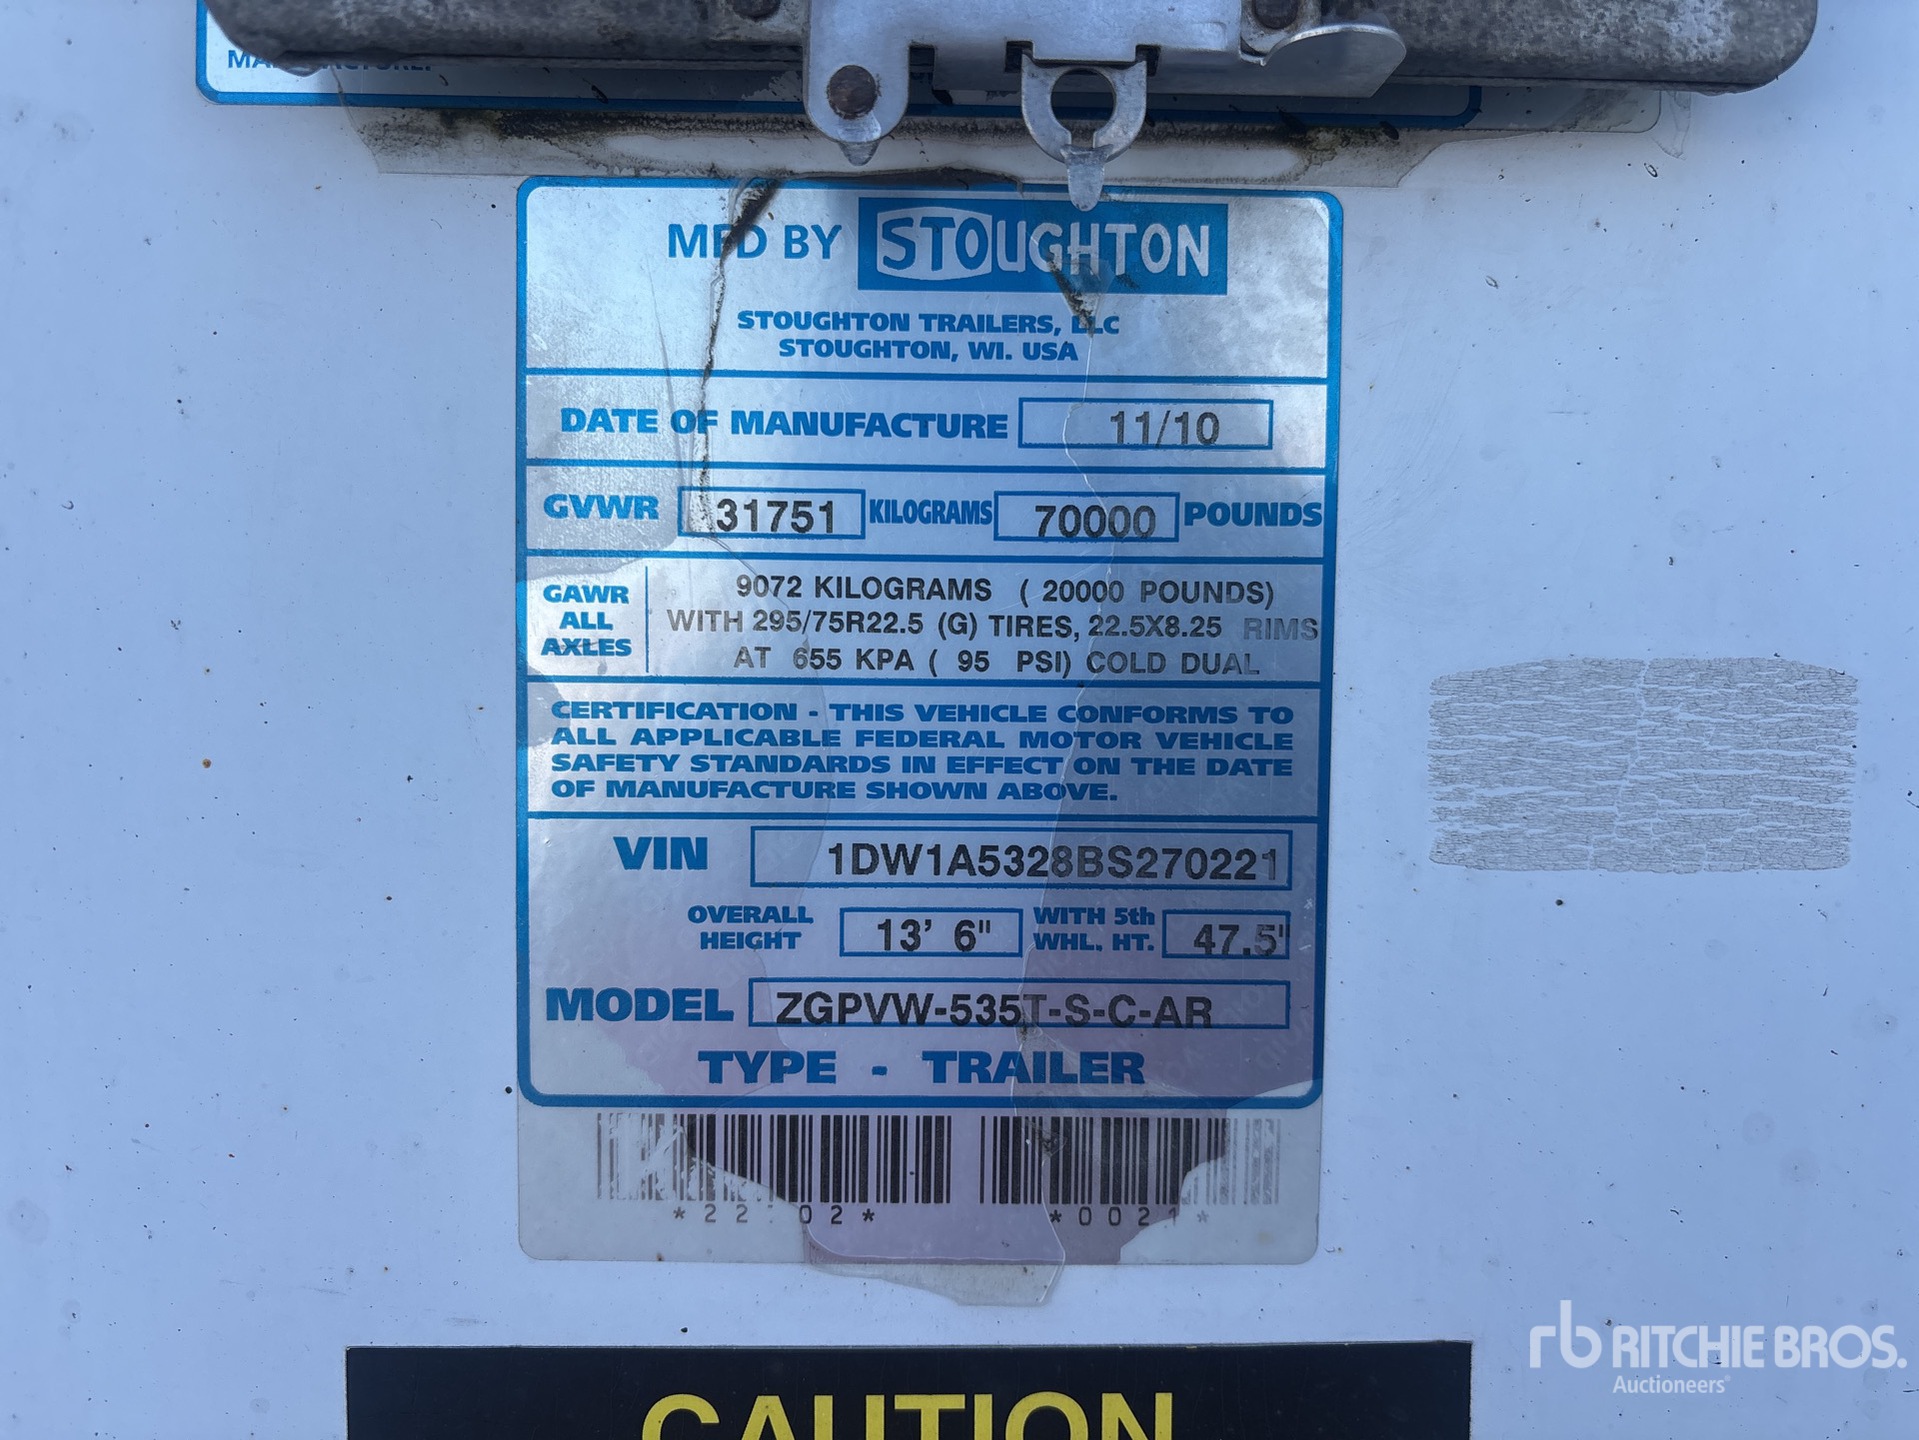 MFD BY STOUGHTON
STOUGHTON TRAILERS, LLC
STOUGHTON, WI. USA
DATE OF MANUFACTURE 11/10
GVWR 31751 KILOGRAMS 70000 POUNDS
GAWR ALL AXLES
9072 KILOGRAMS ( 20000 POUNDS)
WITH 295/75R22.5 (G) TIRES, 22.5X8.25 RIMS
AT 655 KPA ( 95 PSI) COLD DUAL
CERTIFICATION - THIS VEHICLE CONFORMS TO
ALL APPLICABLE FEDERAL MOTOR VEHICLE
SAFETY STANDARDS IN EFFECT ON THE DATE
OF MANUFACTURE SHOWN ABOVE.
VIN 1DW1A5328BS270221
OVERALL HEIGHT 13' 6" WITH 5th WHL. HT. 47.5'
MODEL ZGPVW-535T-S-C-AR
TYPE - TRAILER
CAUTION
rb RITCHIE BROS.
Auctioneers